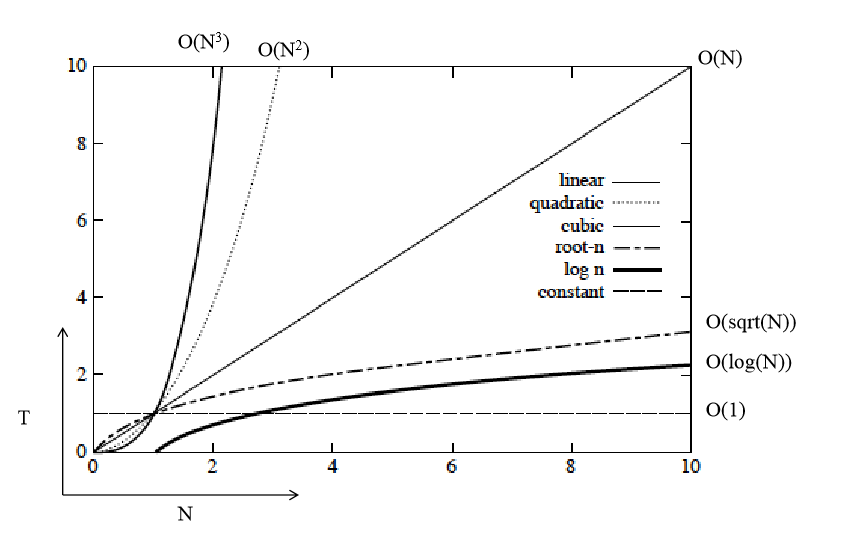 O(N³)
O(N²)
O(N)
10
8
6
4
2
0
linear
quadratic
cubic
root-n
log n
constant
O(sqrt(N))
O(log(N))
O(1)
T
0 2 4 6 8 10
N